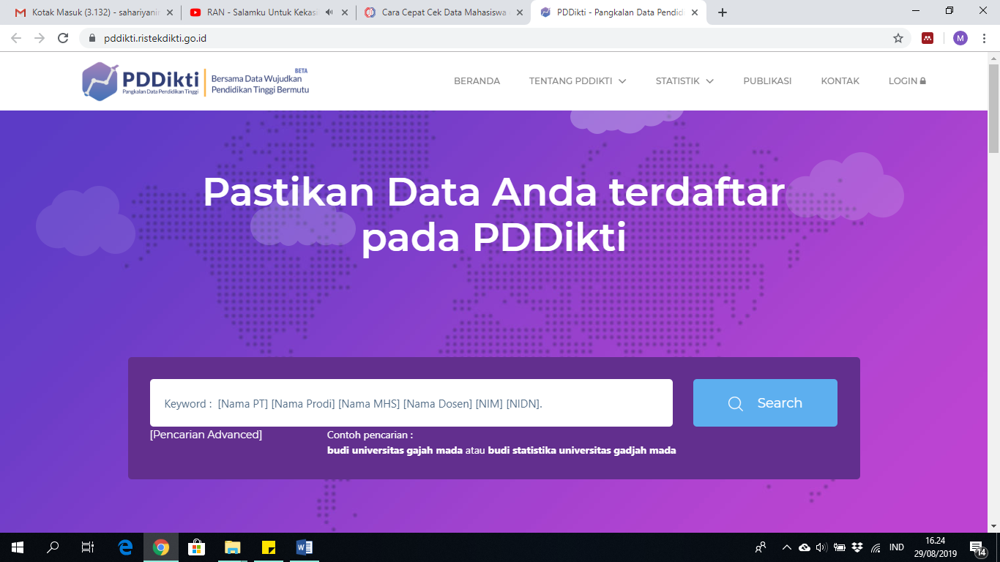 Kotak Masuk (3.132) - sahariyanin
RAN - Salamku Untuk Kekasi
Cara Cepat Cek Data Mahasiswa
PDDikti - Pangkalan Data Pendidi
pddikti.ristekdikti.go.id
M
PDDikti
Pangkalan Data Pendidikan Tinggi
BETA
Bersama Data Wujudkan
Pendidikan Tinggi Bermutu
BERANDA
TENTANG PDDIKTI
STATISTIK
PUBLIKASI
KONTAK
LOGIN
Pastikan Data Anda terdaftar
pada PDDikti
Keyword : [Nama PT] [Nama Prodi] [Nama MHS] [Nama Dosen] [NIM] [NIDN].
Search
[Pencarian Advanced]
Contoh pencarian :
budi universitas gajah mada atau budi statistika universitas gadjah mada
IND
16.24
29/08/2019
14